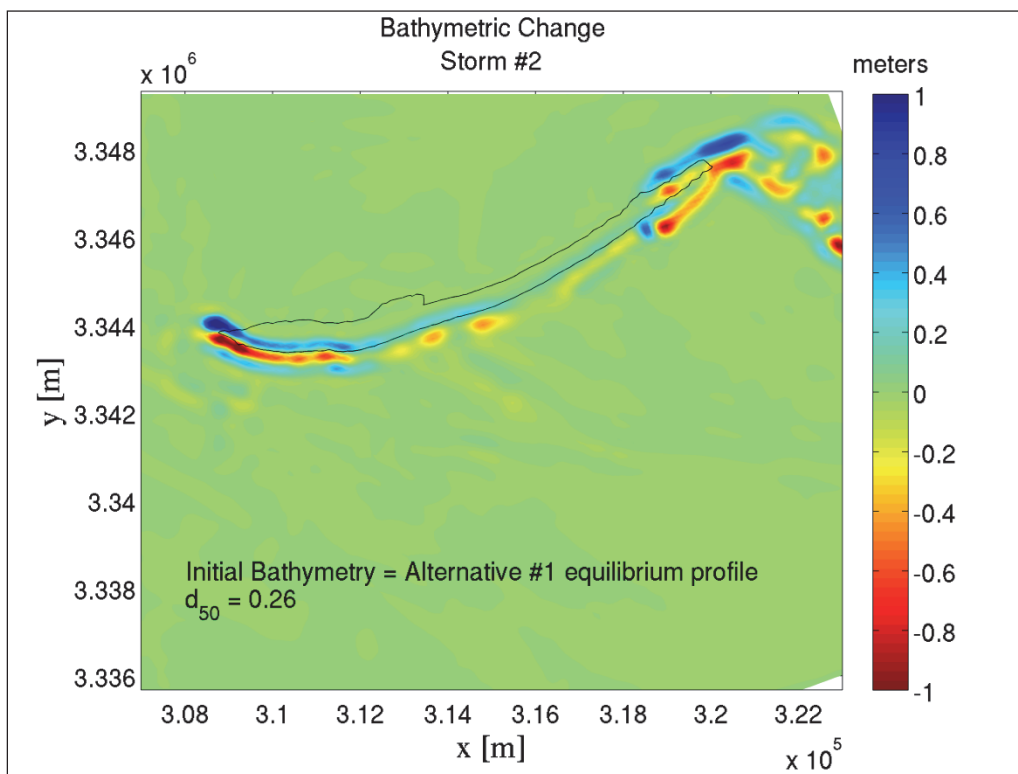 Bathymetric Change
Storm #2
x 10^6
meters
3.348
3.346
3.344
3.342
3.34
3.338
3.336
y [m]
Initial Bathymetry = Alternative #1 equilibrium profile
d_50 = 0.26
1
0.8
0.6
0.4
0.2
0
-0.2
-0.4
-0.6
-0.8
-1
3.08 3.1 3.12 3.14 3.16 3.18 3.2 3.22
x [m]
x 10^5